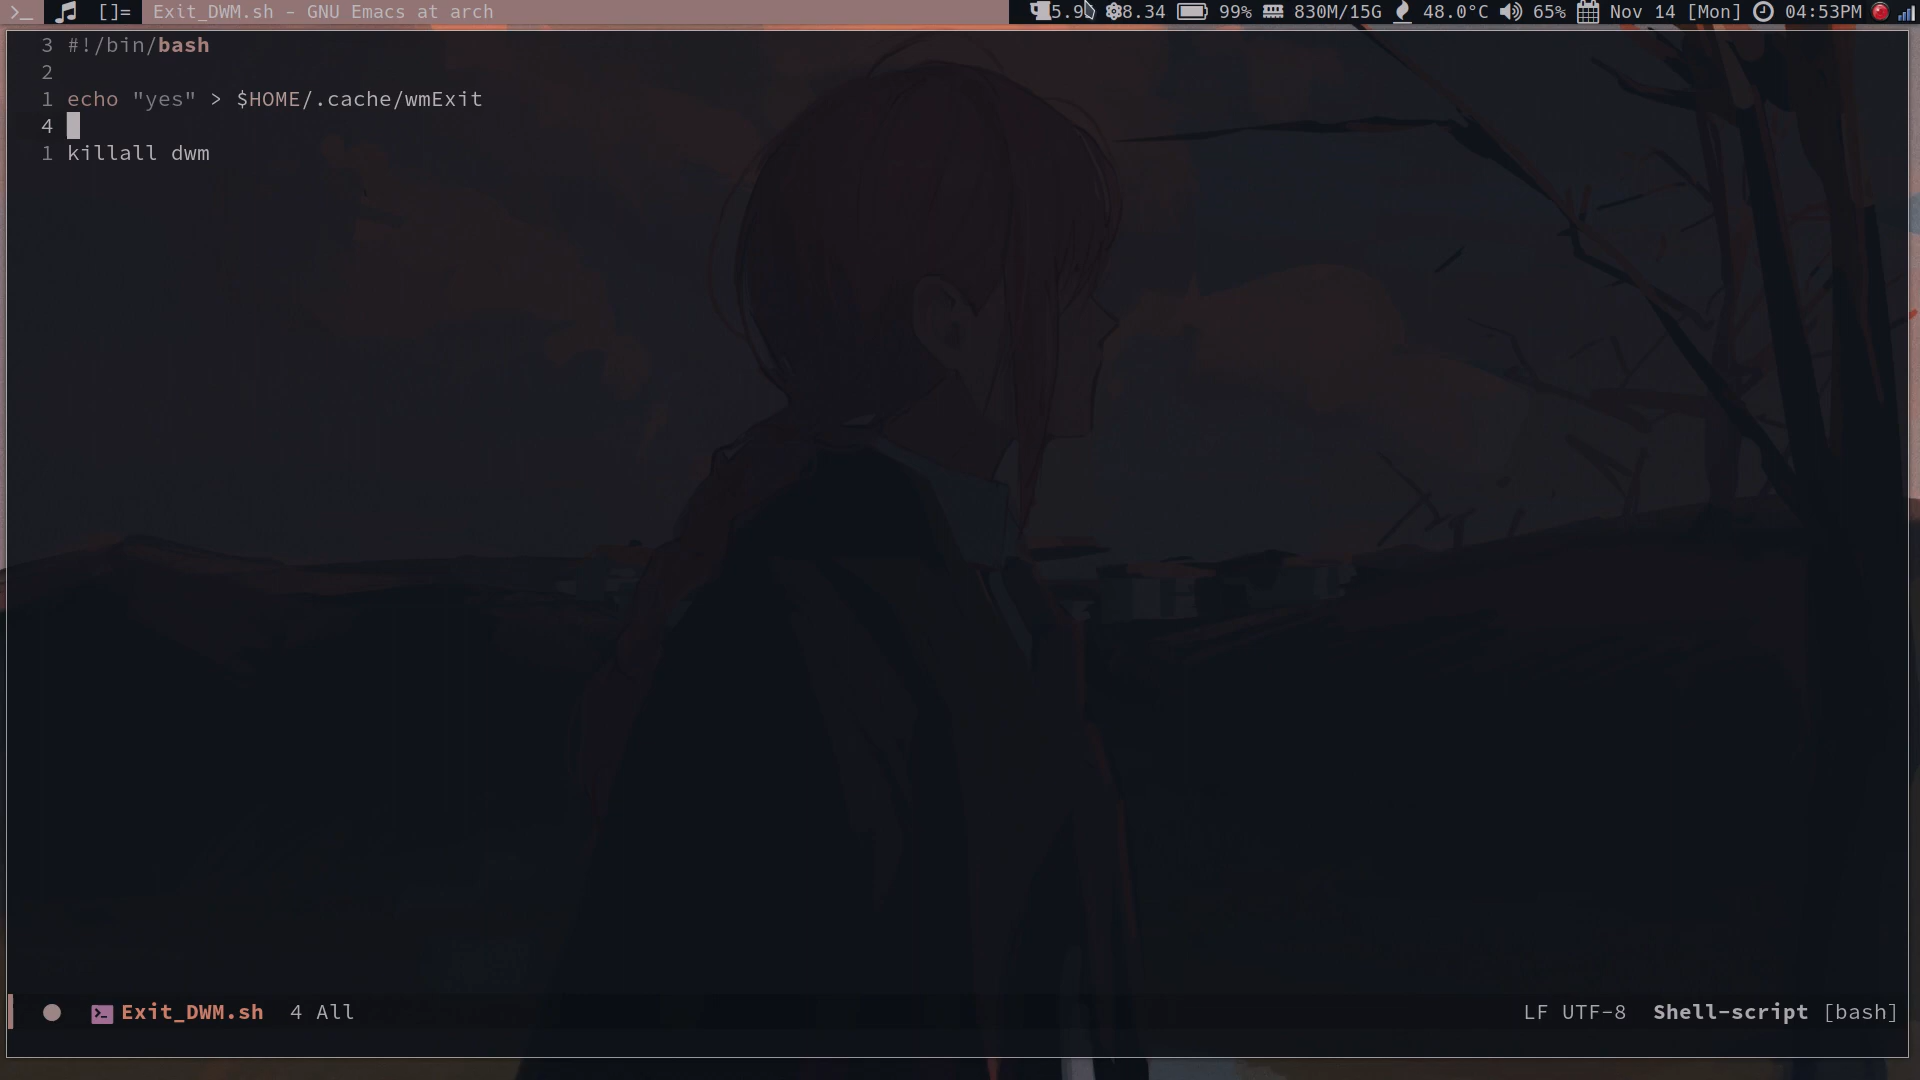 []= Exit_DWM.sh - GNU Emacs at arch 8.34 99% 830M/15G 48.0°C 65% Nov 14 [Mon] 04:53PM
3 #!/bin/bash
2
1 echo "yes" > $HOME/.cache/wmExit
4
1 killall dwm
Exit_DWM.sh 4 All LF UTF-8 Shell-script [bash]